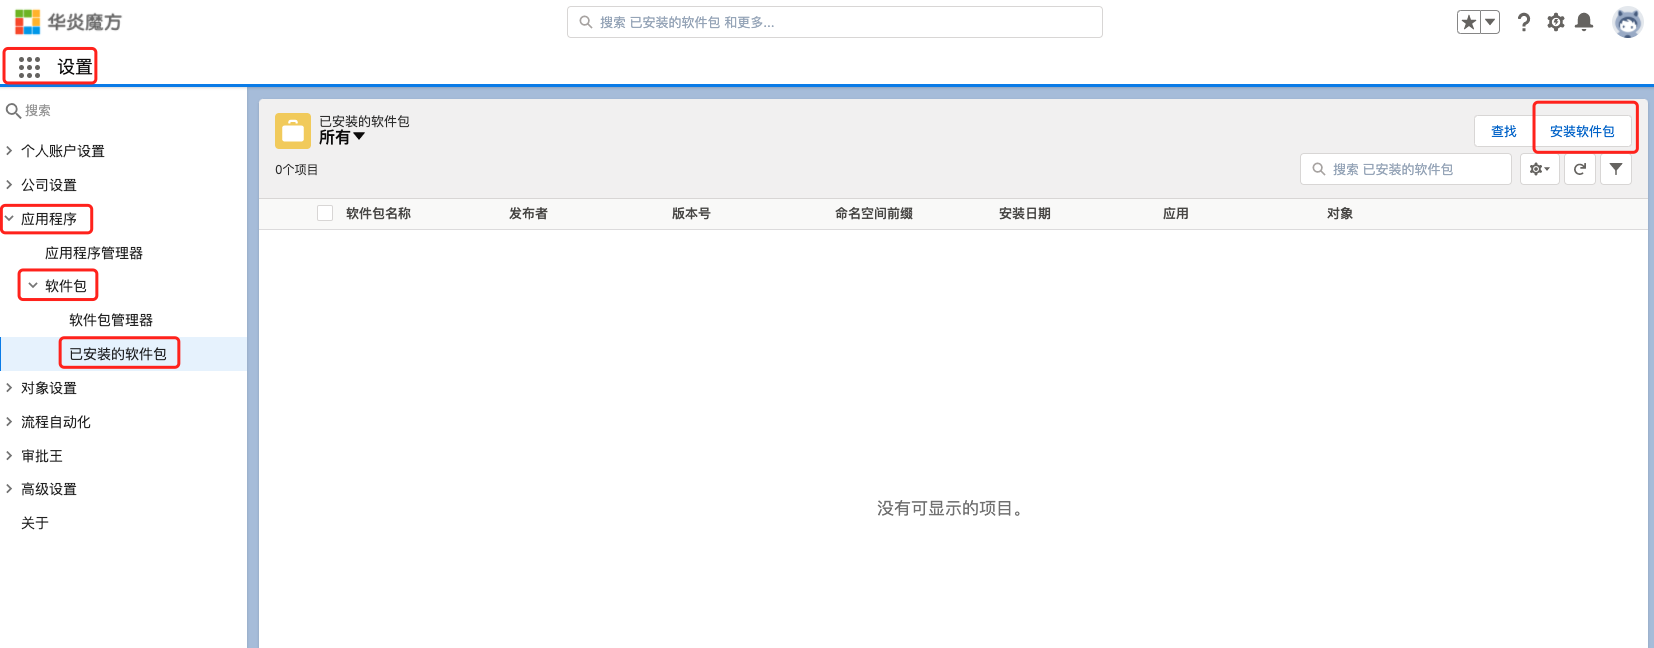 华炎魔方
搜索 已安装的软件包 和更多...
设置
搜索
个人账户设置
公司设置
应用程序
应用程序管理器
软件包
软件包管理器
已安装的软件包
对象设置
流程自动化
审批王
高级设置
关于
已安装的软件包
所有
查找 安装软件包
0个项目
搜索 已安装的软件包
软件包名称 发布者 版本号 命名空间前缀 安装日期 应用 对象
没有可显示的项目。